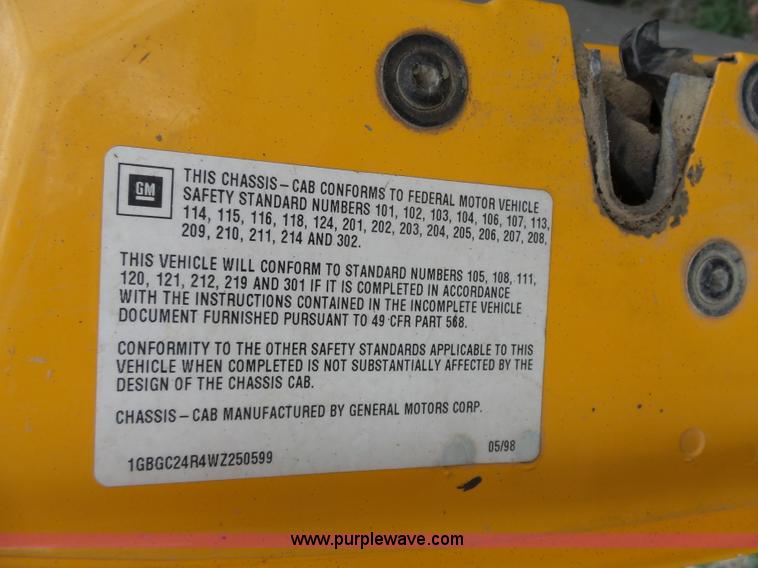 GM
THIS CHASSIS-CAB CONFORMS TO FEDERAL MOTOR VEHICLE
SAFETY STANDARD NUMBERS 101, 102, 103, 104, 106, 107, 113,
114, 115, 116, 118, 124, 201, 202, 203, 204, 205, 206, 207, 208,
209, 210, 211, 214 AND 302.
THIS VEHICLE WILL CONFORM TO STANDARD NUMBERS 105, 108, 111,
120, 121, 212, 219 AND 301 IF IT IS COMPLETED IN ACCORDANCE
WITH THE INSTRUCTIONS CONTAINED IN THE INCOMPLETE VEHICLE
DOCUMENT FURNISHED PURSUANT TO 49 CFR PART 568.
CONFORMITY TO THE OTHER SAFETY STANDARDS APPLICABLE TO THIS
VEHICLE WHEN COMPLETED IS NOT SUBSTANTIALLY AFFECTED BY THE
DESIGN OF THE CHASSIS CAB.
CHASSIS-CAB MANUFACTURED BY GENERAL MOTORS CORP.
1GBGC24R4WZ250599 05/98
www.purplewave.com